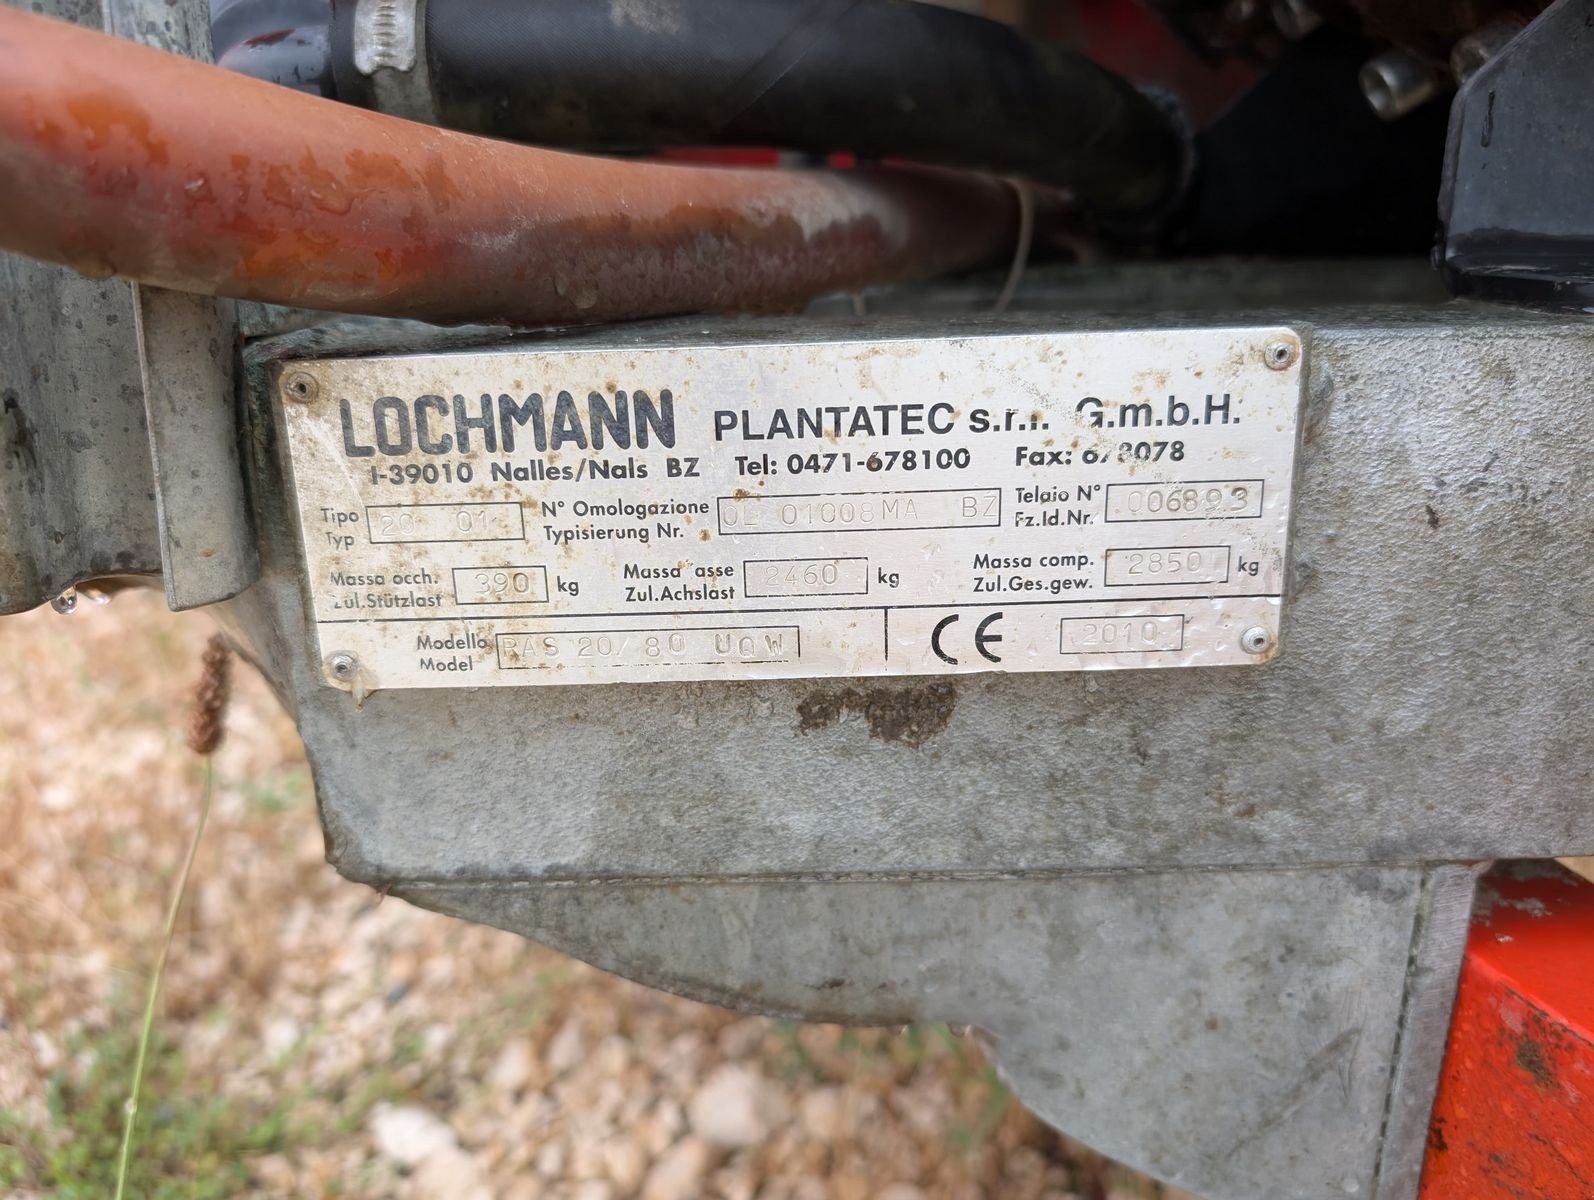 LOCHMANN PLANTATEC s.r.l. G.m.b.H.
I-39010 Nalles/Nals BZ Tel: 0471-678100 Fax: 678078
Tipo 20 01 N° Omologazione OL 01008MA BZ Telaio N° 006893
Typ Typisierung Nr. Fz.Id.Nr.
Massa occh. 390 kg Massa asse 2460 kg Massa comp. 2850 kg
Zul.Stützlast Zul.Achslast Zul.Ges.gew.
Modello RAS 20/80 UQW CE 2010
Model